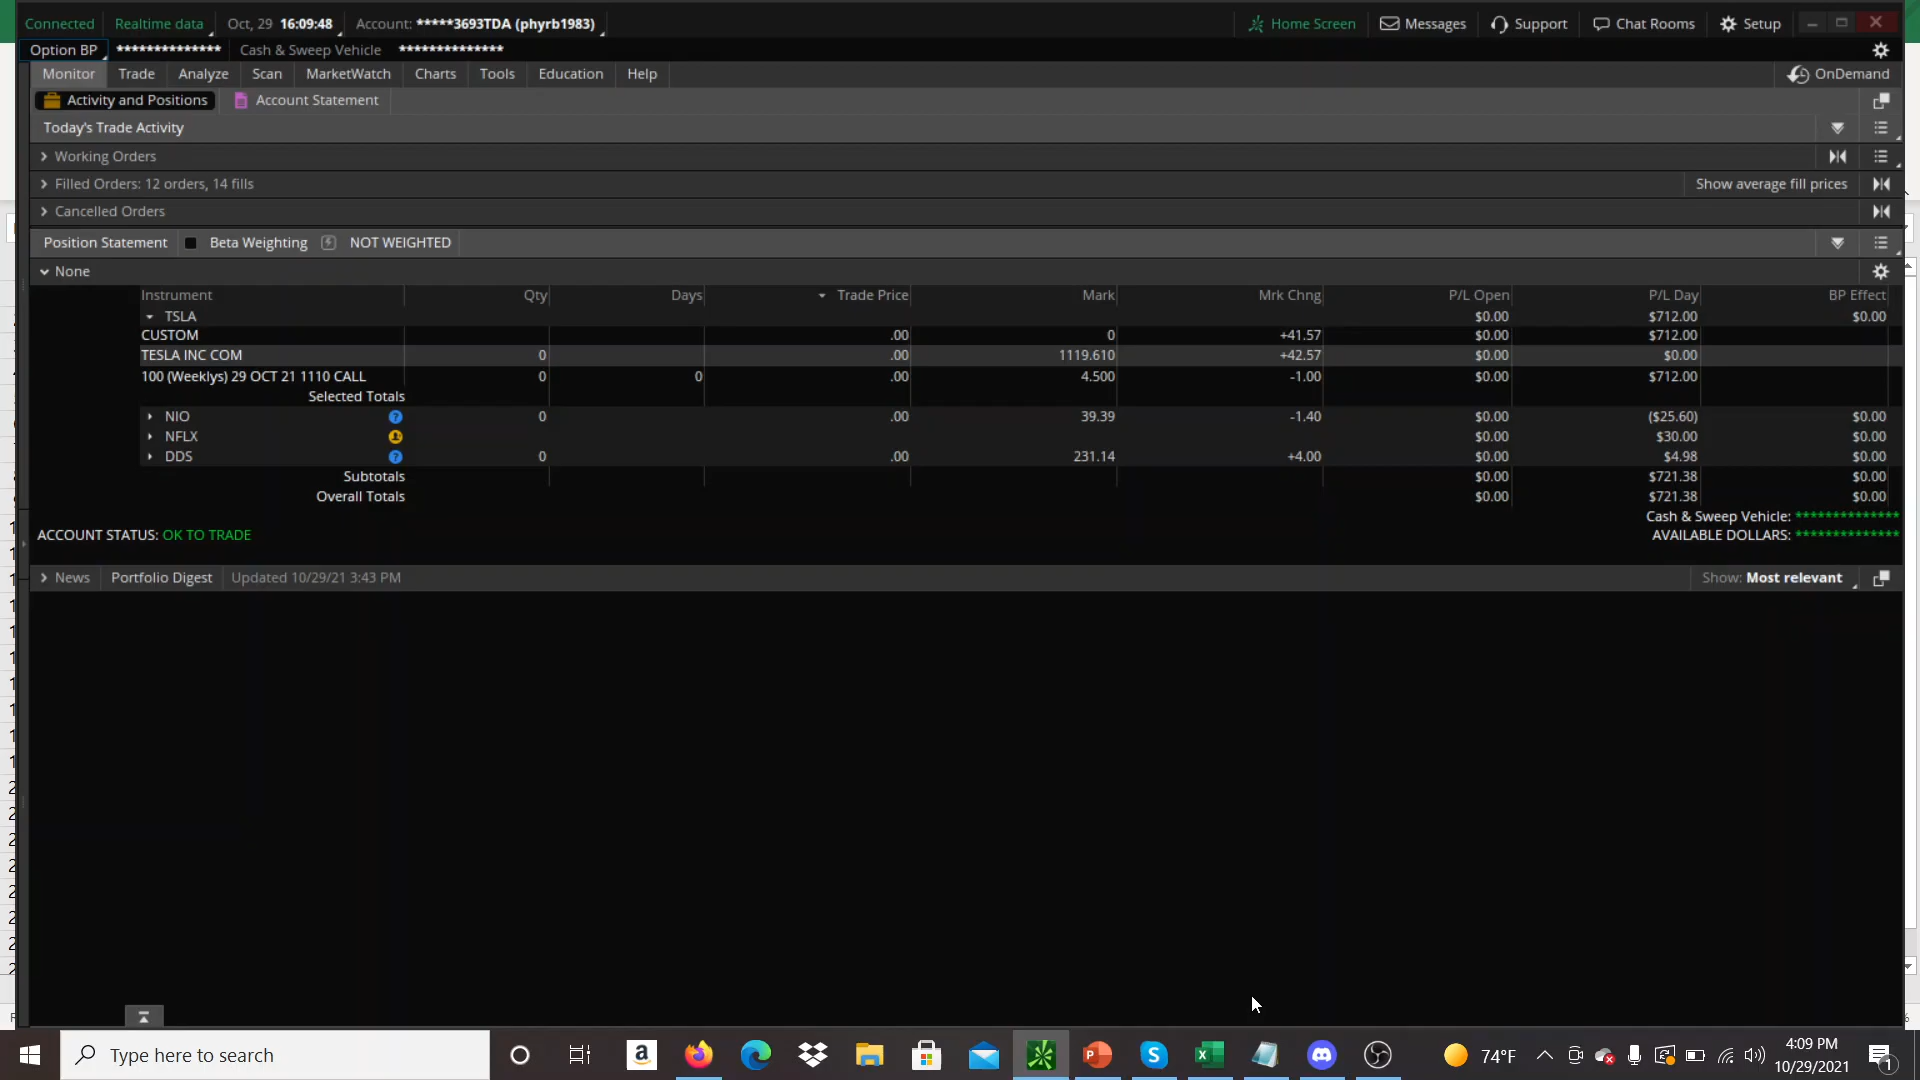 Connected Realtime data Oct, 29 16:09:48 Account: *****3693TDA (phyrb1983) Home Screen Messages Support Chat Rooms Setup
Option BP ************** Cash & Sweep Vehicle **************
Monitor Trade Analyze Scan MarketWatch Charts Tools Education Help OnDemand
Activity and Positions Account Statement
Today's Trade Activity
Working Orders
Filled Orders: 12 orders, 14 fills Show average fill prices
Cancelled Orders
Position Statement Beta Weighting NOT WEIGHTED
None
Instrument Qty Days Trade Price Mark Mrk Chng P/L Open P/L Day BP Effect
TSLA $0.00 $712.00 $0.00
CUSTOM .00 0 +41.57 $0.00 $712.00
TESLA INC COM 0 .00 1119.610 +42.57 $0.00 $0.00
100 (Weeklys) 29 OCT 21 1110 CALL 0 0 .00 4.500 -1.00 $0.00 $712.00
Selected Totals
NIO ? 0 .00 39.39 -1.40 $0.00 ($25.60) $0.00
NFLX $0.00 $30.00 $0.00
DDS ? 0 .00 231.14 +4.00 $0.00 $4.98 $0.00
Subtotals $0.00 $721.38 $0.00
Overall Totals $0.00 $721.38 $0.00
Cash & Sweep Vehicle: **************
ACCOUNT STATUS: OK TO TRADE AVAILABLE DOLLARS: **************
News Portfolio Digest Updated 10/29/21 3:43 PM Show: Most relevant
Type here to search 74°F 4:09 PM
10/29/2021 1